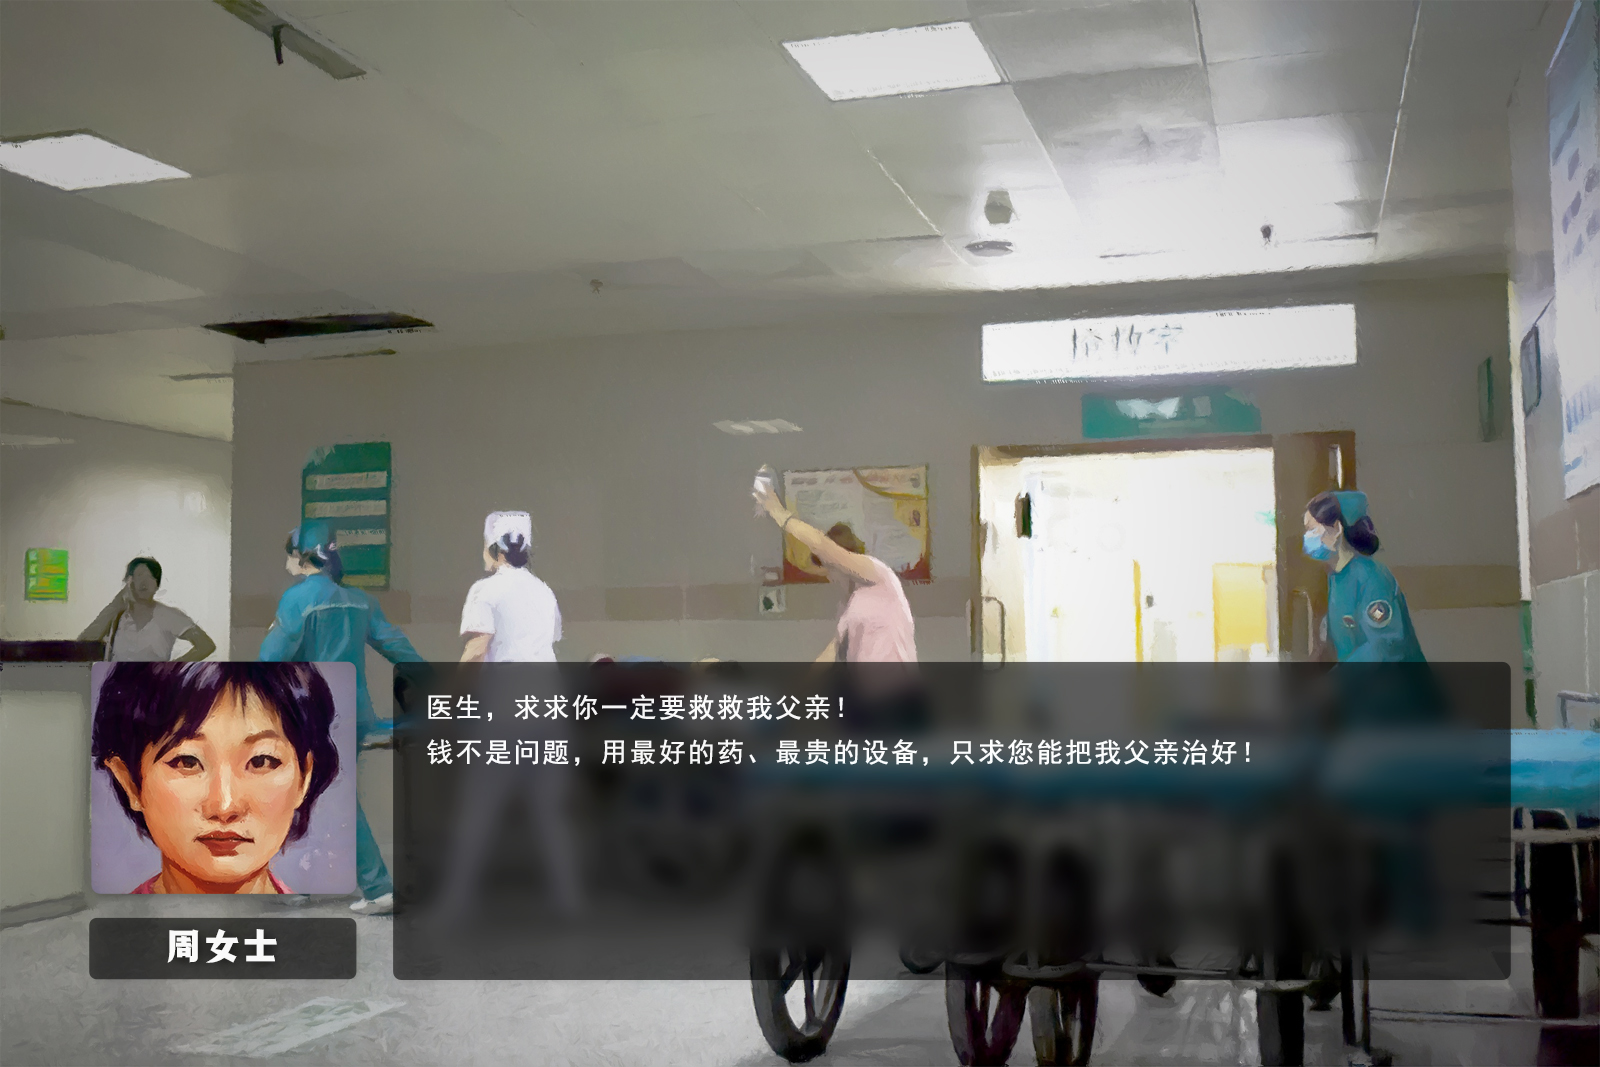 医生，求求你一定要救救我父亲！
钱不是问题，用最好的药、最贵的设备，只求您能把我父亲治好！
周女士